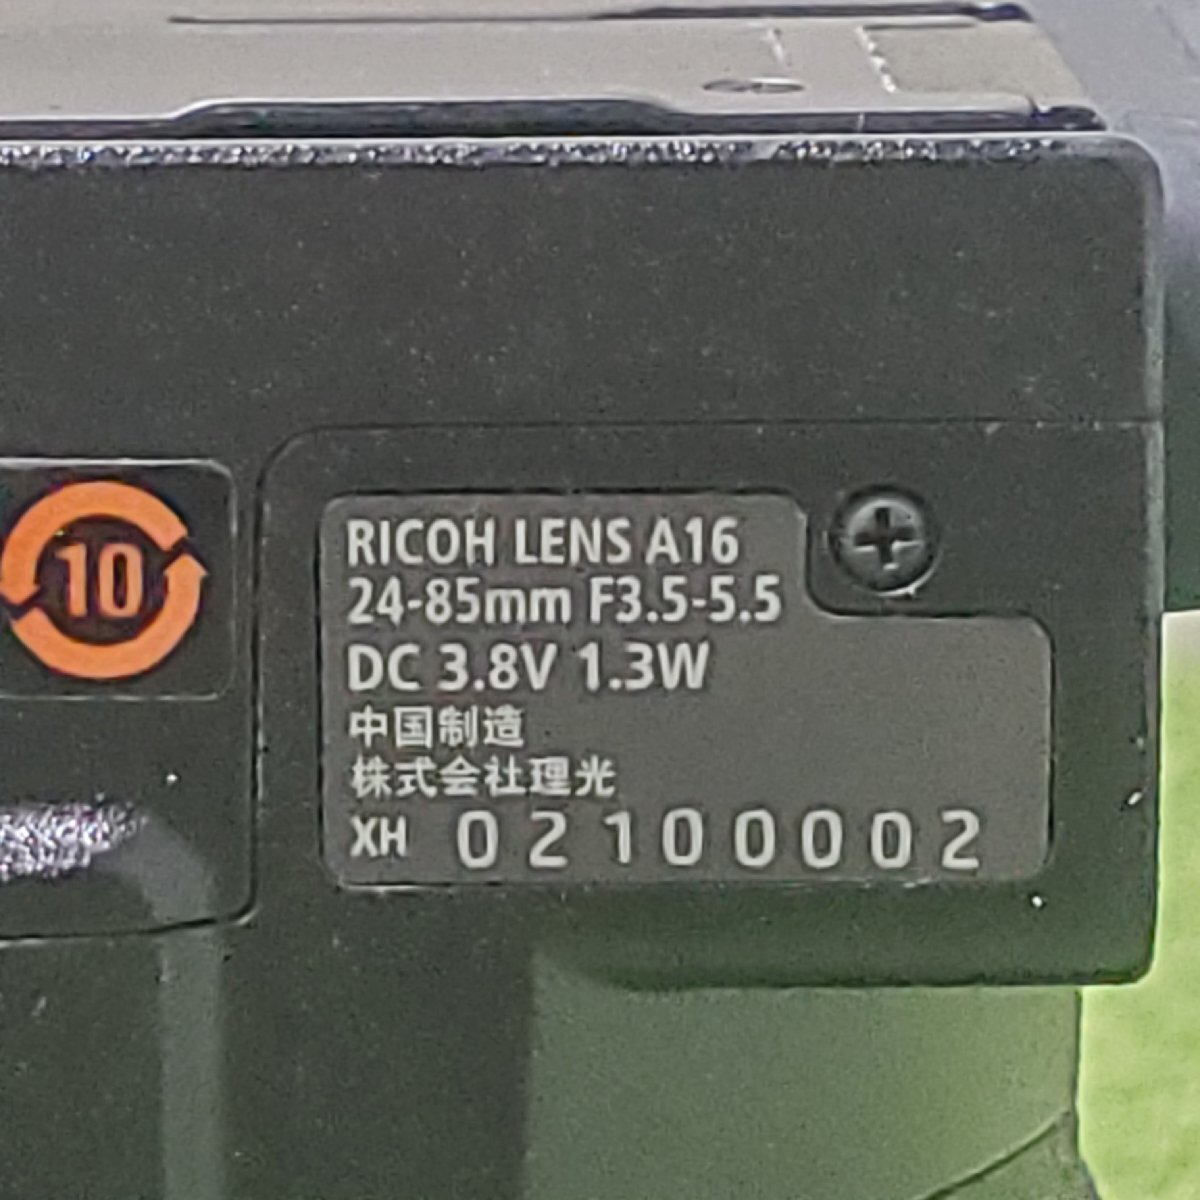 10
RICOH LENS A16
24-85mm F3.5-5.5
DC 3.8V 1.3W
中国制造
株式会社理光
XH 02100002